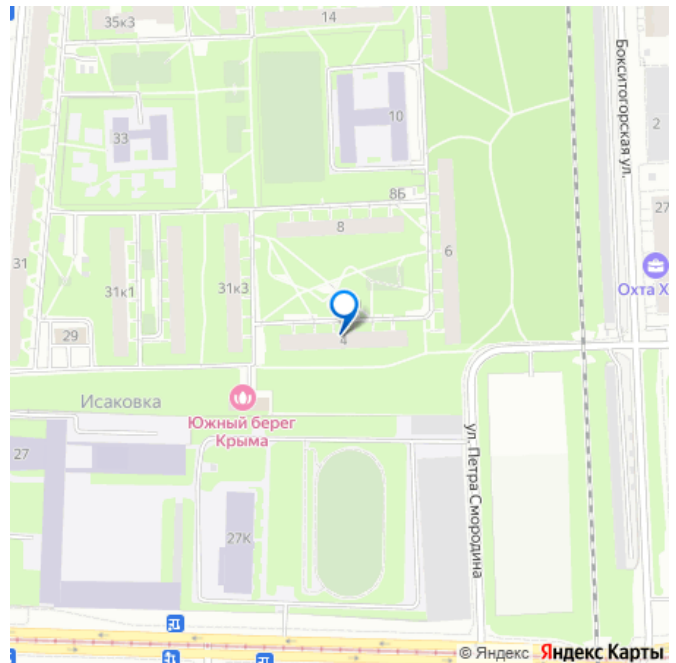 35к3
14
Бокситогорская ул.
10
2
33
8Б
27
8
6
31
31к1
31к3
Охта Х
29
4
Исаковка
Южный берег
Крыма
27
ул. Петра Смородина
27К
© Яндекс Яндекс Карты